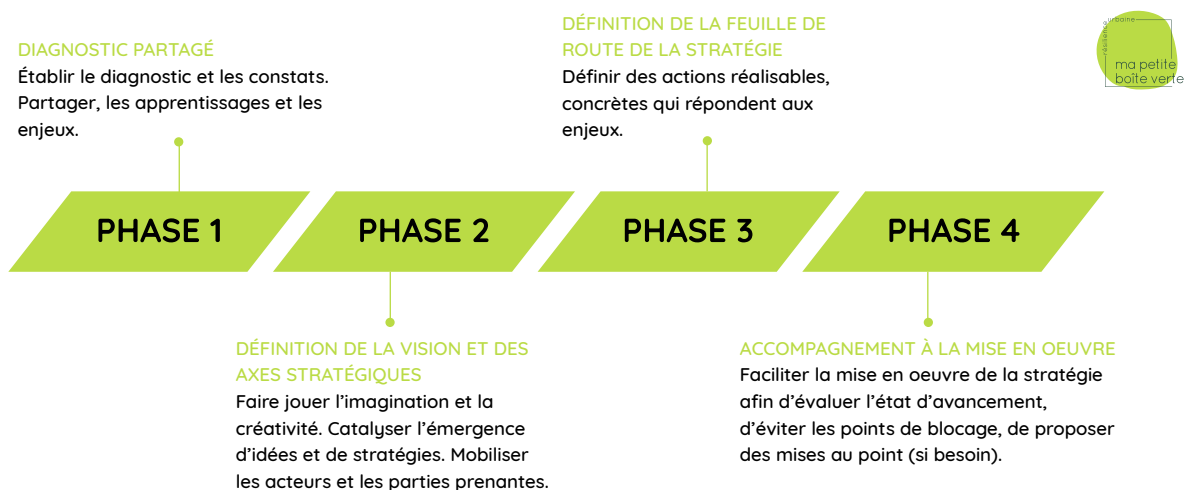 DIAGNOSTIC PARTAGÉ
Établir le diagnostic et les constats.
Partager, les apprentissages et les
enjeux.
DÉFINITION DE LA FEUILLE DE
ROUTE DE LA STRATÉGIE
Définir des actions réalisables,
concrètes qui répondent aux
enjeux.
résilience
urbaine
ma petite
boîte verte
PHASE 1
PHASE 2
PHASE 3
PHASE 4
DÉFINITION DE LA VISION ET DES
AXES STRATÉGIQUES
Faire jouer l’imagination et la
créativité. Catalyser l’émergence
d’idées et de stratégies. Mobiliser
les acteurs et les parties prenantes.
ACCOMPAGNEMENT À LA MISE EN OEUVRE
Faciliter la mise en oeuvre de la stratégie
afin d’évaluer l’état d’avancement,
d’éviter les points de blocage, de proposer
des mises au point (si besoin).